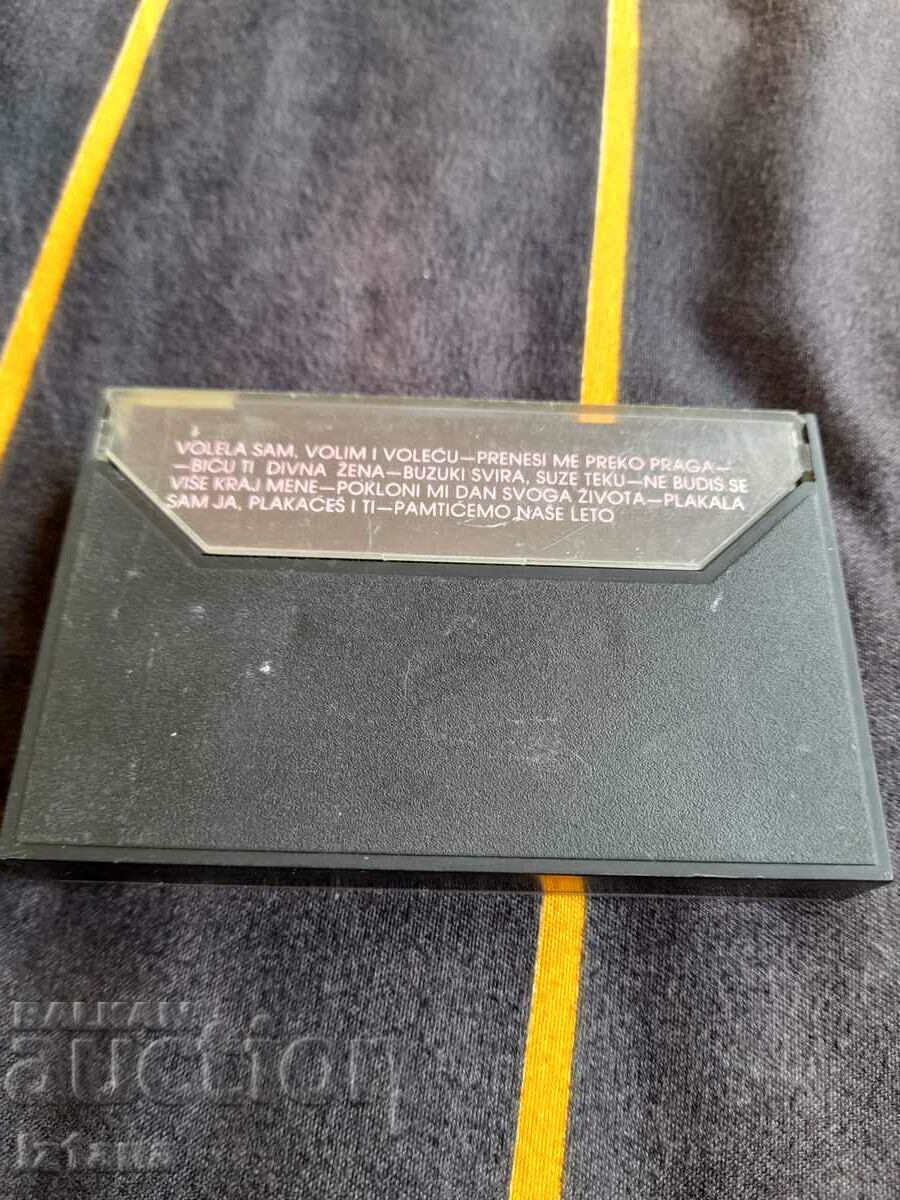 VOLELA SAM, VOLIM I VOLEĆU—PRENESI ME PREKO PRAGA—
—BIĆU TI DIVNA ŽENA—BUZUKI SVIRA, SUZE TEKU—NE BUDIS SE
VIŠE KRAJ MENE—POKLONI MI DAN SVOGA ŽIVOTA—PLAKALA
SAM JA, PLAKAĆEŠ I TI—PAMTIĆEMO NAŠE LETO
BALKAN
auction